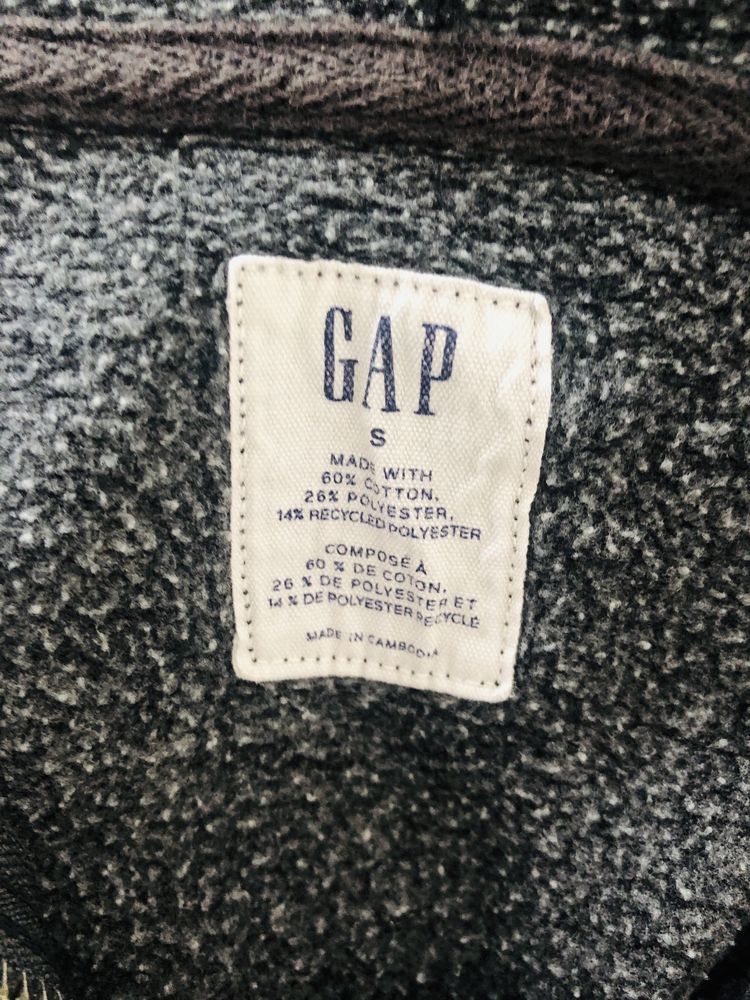 GAP
S
MADE WITH
60% COTTON,
26% POLYESTER,
14% RECYCLED POLYESTER
COMPOSÉ À
60 % DE COTON,
26 % DE POLYESTER ET
14 % DE POLYESTER RECYCLÉ
MADE IN CAMBODIA